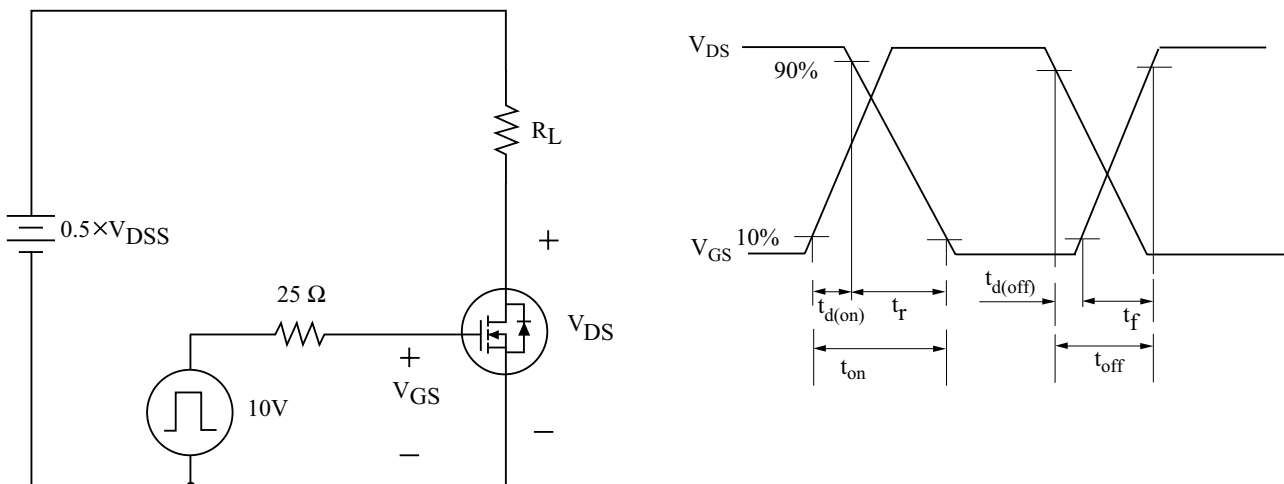 R_L
0.5×V_DSS
+
25 Ω
V_DS
+
V_GS
10V
−
−
V_DS
90%
10%
V_GS
t_d(on)
t_r
t_d(off)
t_f
t_on
t_off